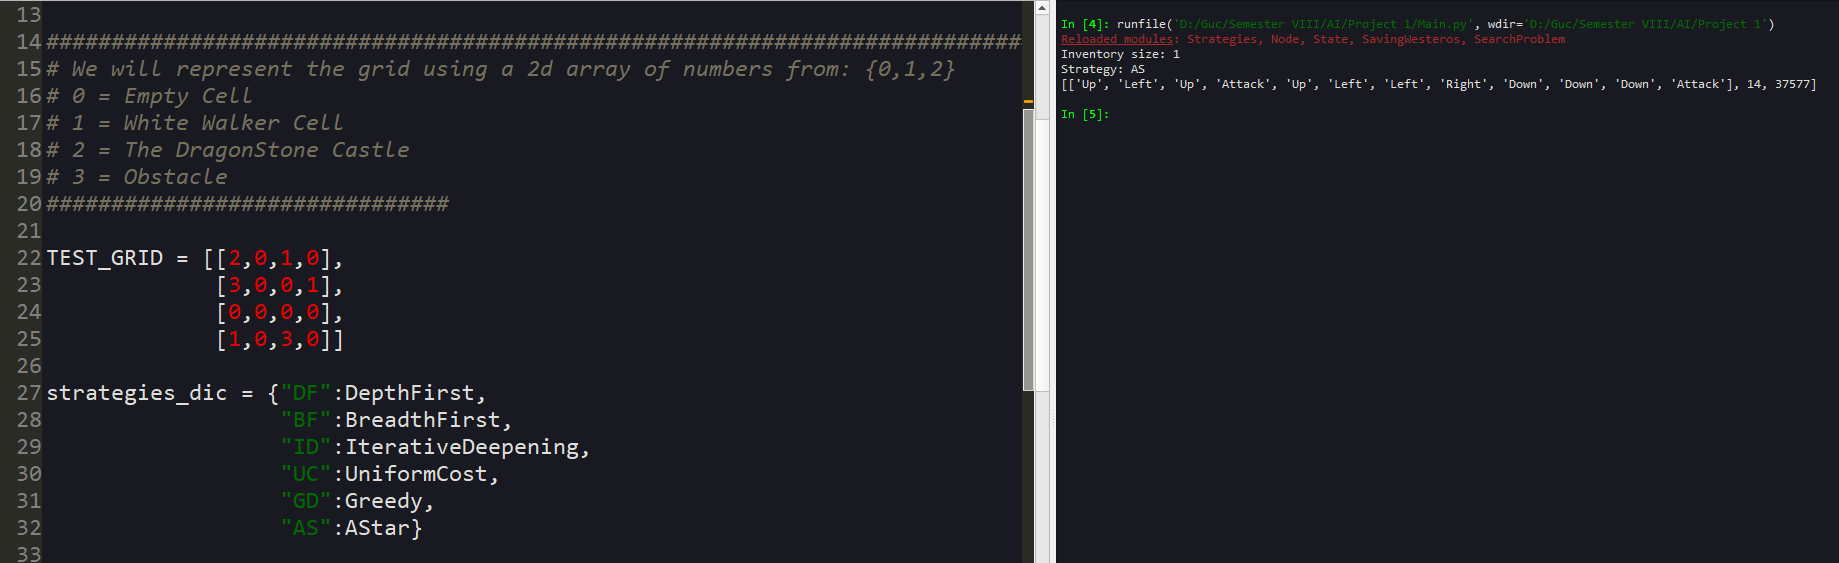 13
14 ###########################################################################
15 # We will represent the grid using a 2d array of numbers from: {0,1,2}
16 # 0 = Empty Cell
17 # 1 = White Walker Cell
18 # 2 = The DragonStone Castle
19 # 3 = Obstacle
20 ###############################
21
22 TEST_GRID = [[2,0,1,0],
23 [3,0,0,1],
24 [0,0,0,0],
25 [1,0,3,0]]
26
27 strategies_dic = {"DF":DepthFirst,
28 "BF":BreadthFirst,
29 "ID":IterativeDeepening,
30 "UC":UniformCost,
31 "GD":Greedy,
32 "AS":AStar}
33
In [4]: runfile('D:/Guc/Semester VIII/AI/Project 1/Main.py', wdir='D:/Guc/Semester VIII/AI/Project 1')
Reloaded modules: Strategies, Node, State, SavingWesteros, SearchProblem
Inventory size: 1
Strategy: AS
[['Up', 'Left', 'Up', 'Attack', 'Up', 'Left', 'Left', 'Right', 'Down', 'Down', 'Down', 'Attack'], 14, 37577]
In [5]: